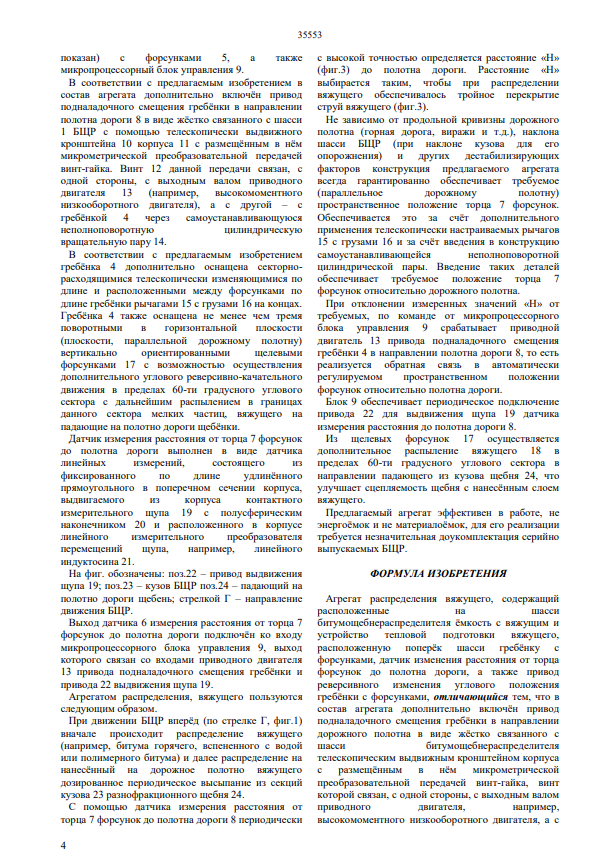 35553
показан) с форсунками 5, а также
микропроцессорный блок управления 9.
В соответствии с предлагаемым изобретением в
состав агрегата дополнительно включён привод
подналадочного смещения гребёнки в направлении
полотна дороги 8 в виде жёстко связанного с шасси
1 БЩР с помощью телескопически выдвижного
кронштейна 10 корпуса 11 с размещённым в нём
микрометрической преобразовательной передачей
винт-гайка. Винт 12 данной передачи связан, с
одной стороны, с выходным валом приводного
двигателя 13 (например, высокомоментного
низкооборотного двигателя), а с другой – с
гребёнкой 4 через самоустанавливающуюся
неполноповоротную цилиндрическую
вращательную пару 14.
В соответствии с предлагаемым изобретением
гребёнка 4 дополнительно оснащена секторно-
расходящимися телескопически изменяющимися по
длине и расположенными между форсунками по
длине гребёнки рычагами 15 с грузами 16 на концах.
Гребёнка 4 также оснащена не менее чем тремя
поворотными в горизонтальной плоскости
(плоскости, параллельной дорожному полотну)
вертикально ориентированными щелевыми
форсунками 17 с возможностью осуществления
дополнительного углового реверсивно-качательного
движения в пределах 60-ти градусного углового
сектора с дальнейшим распылением в границах
данного сектора мелких частиц, вяжущего на
падающие на полотно дороги щебёнки.
Датчик измерения расстояния от торца 7 форсунок
до полотна дороги выполнен в виде датчика
линейных измерений, состоящего из
фиксированного по длине удлинённого
прямоугольного в поперечном сечении корпуса,
выдвигаемого из корпуса контактного
измерительного щупа 19 с полусферическим
наконечником 20 и расположенного в корпусе
линейного измерительного преобразователя
перемещений щупа, например, линейного
индуктосина 21.
На фиг. обозначены: поз.22 – привод выдвижения
щупа 19; поз.23 – кузов БЩР поз.24 – падающий на
полотно дороги щебень; стрелкой Г – направление
движения БЩР.
Выход датчика 6 измерения расстояния от торца 7
форсунок до полотна дороги подключён ко входу
микропроцессорного блока управления 9, выход
которого связан со входами приводного двигателя
13 привода подналадочного смещения гребёнки и
привода 22 выдвижения щупа 19.
Агрегатом распределения, вяжущего пользуются
следующим образом.
При движении БЩР вперёд (по стрелке Г, фиг.1)
вначале происходит распределение вяжущего
(например, битума горячего, вспененного с водой
или полимерного битума) и далее распределение на
нанесённый на дорожное полотно вяжущего
дозированное периодическое высыпание из секций
кузова 23 разнофракционного щебня 24.
С помощью датчика измерения расстояния от
торца 7 форсунок до полотна дороги 8 периодически
с высокой точностью определяется расстояние «Н»
(фиг.3) до полотна дороги. Расстояние «Н»
выбирается таким, чтобы при распределении
вяжущего обеспечивалось тройное перекрытие
струй вяжущего (фиг.3).
Не зависимо от продольной кривизны дорожного
полотна (горная дорога, виражи и т.д.), наклона
шасси БЩР (при наклоне кузова для его
опорожнения) и других дестабилизирующих
факторов конструкция предлагаемого агрегата
всегда гарантированно обеспечивает требуемое
(параллельное дорожному полотну)
пространственное положение торца 7 форсунок.
Обеспечивается это за счёт дополнительного
применения телескопически настраиваемых рычагов
15 с грузами 16 и за счёт введения в конструкцию
самоустанавливающейся неполноповоротной
цилиндрической пары. Введение таких деталей
обеспечивает требуемое положение торца 7
форсунок относительно дорожного полотна.
При отклонении измеренных значений «Н» от
требуемых, по команде от микропроцессорного
блока управления 9 срабатывает приводной
двигатель 13 привода подналадочного смещения
гребёнки 4 в направлении полотна дороги 8, то есть
реализуется обратная связь в автоматически
регулируемом пространственном положении
форсунок относительно полотна дороги.
Блок 9 обеспечивает периодическое подключение
привода 22 для выдвижения щупа 19 датчика
измерения расстояния до полотна дороги 8.
Из щелевых форсунок 17 осуществляется
дополнительное распыление вяжущего 18 в
пределах 60-ти градусного углового сектора в
направлении падающего из кузова щебня 24, что
улучшает сцепляемость щебня с нанесённым слоем
вяжущего.
Предлагаемый агрегат эффективен в работе, не
энергоёмок и не материалоёмок, для его реализации
требуется незначительная доукомплектация серийно
выпускаемых БЩР.
ФОРМУЛА ИЗОБРЕТЕНИЯ
Агрегат распределения вяжущего, содержащий
расположенные на шасси
битумощебнераспределителя ёмкость с вяжущим и
устройство тепловой подготовки вяжущего,
расположенную поперёк шасси гребёнку с
форсунками, датчик изменения расстояния от торца
форсунок до полотна дороги, а также привод
реверсивного изменения углового положения
гребёнки с форсунками, отличающийся тем, что в
состав агрегата дополнительно включён привод
подналадочного смещения гребёнки в направлении
дорожного полотна в виде жёстко связанного с
шасси битумощебнераспределителя
телескопическим выдвижным кронштейном корпуса
с размещённым в нём микрометрической
преобразовательной передачей винт-гайка, винт
которой связан, с одной стороны, с выходным валом
приводного двигателя, например,
высокомоментного низкооборотного двигателя, а с
4